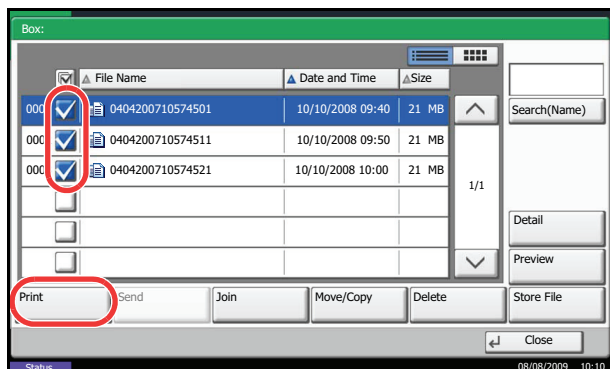 Box:
File Name Date and Time Size
000 0404200710574501 10/10/2008 09:40 21 MB
000 0404200710574511 10/10/2008 09:50 21 MB
000 0404200710574521 10/10/2008 10:00 21 MB
Search(Name)
1/1
Detail
Preview
Print Send Join Move/Copy Delete Store File
Close
Status 08/08/2009 10:10